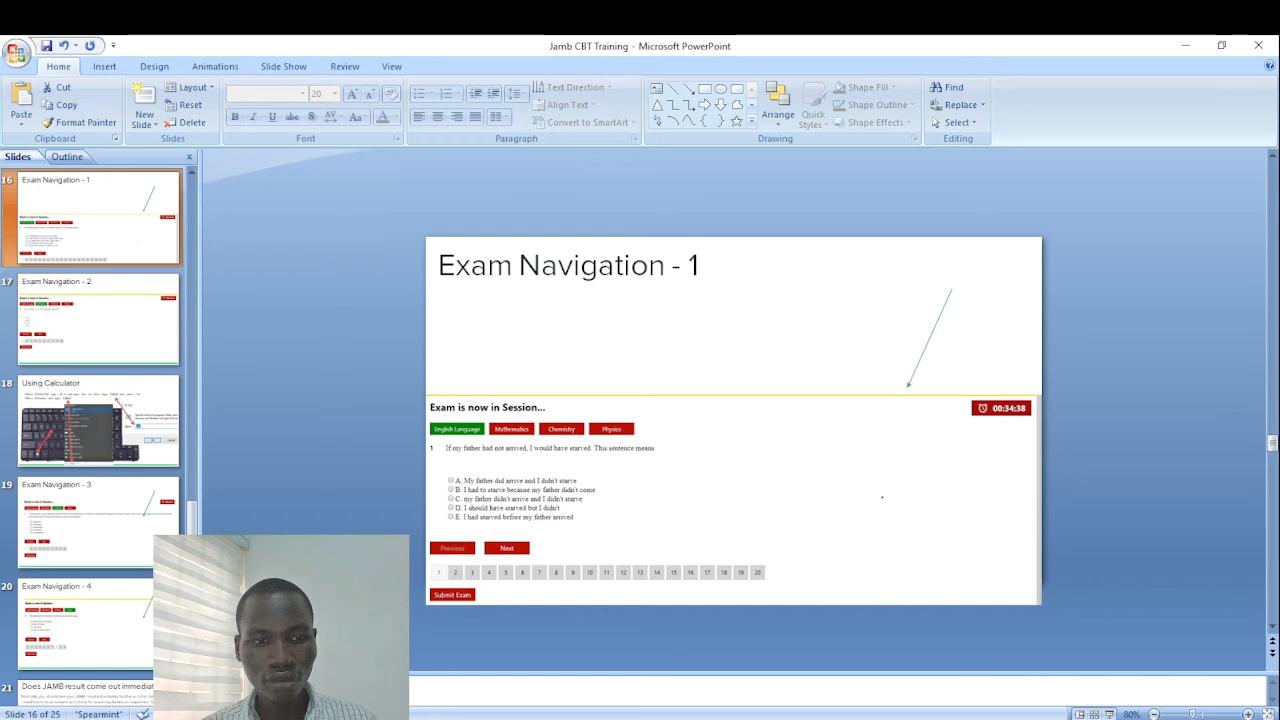 Jamb CBT Training - Microsoft PowerPoint
Home Insert Design Animations Slide Show Review View
Paste Cut Copy Format Painter Clipboard
New Slide Layout Reset Delete Slides
20 B I U abc S AV Aa A Font
Text Direction Align Text Convert to SmartArt Paragraph
Arrange Quick Styles Shape Fill Shape Outline Shape Effects Drawing
Find Replace Select Editing
Slides Outline
16 Exam Navigation - 1
17 Exam Navigation - 2
18 Using Calculator
19 Exam Navigation - 3
20 Exam Navigation - 4
21 Does JAMB result come out immediat
Exam Navigation - 1
Exam is now in Session... 00:34:38
English Language Mathematics Chemistry Physics
1 If my father had not arrived, I would have starved. This sentence means
A. My father did arrive and I didn't starve
B. I had to starve because my father didn't come
C. my father didn't arrive and I didn't starve
D. I should have starved but I didn't
E. I had starved before my father arrived
Previous Next
1 2 3 4 5 6 7 8 9 10 11 12 13 14 15 16 17 18 19 20
Submit Exam
Slide 16 of 25 "Spearmint" 80%